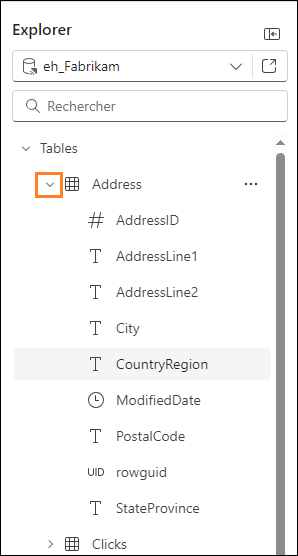 Explorer
eh_Fabrikam
Rechercher
Tables
Address
AddressID
AddressLine1
AddressLine2
City
CountryRegion
ModifiedDate
PostalCode
UID rowguid
StateProvince
Clicks